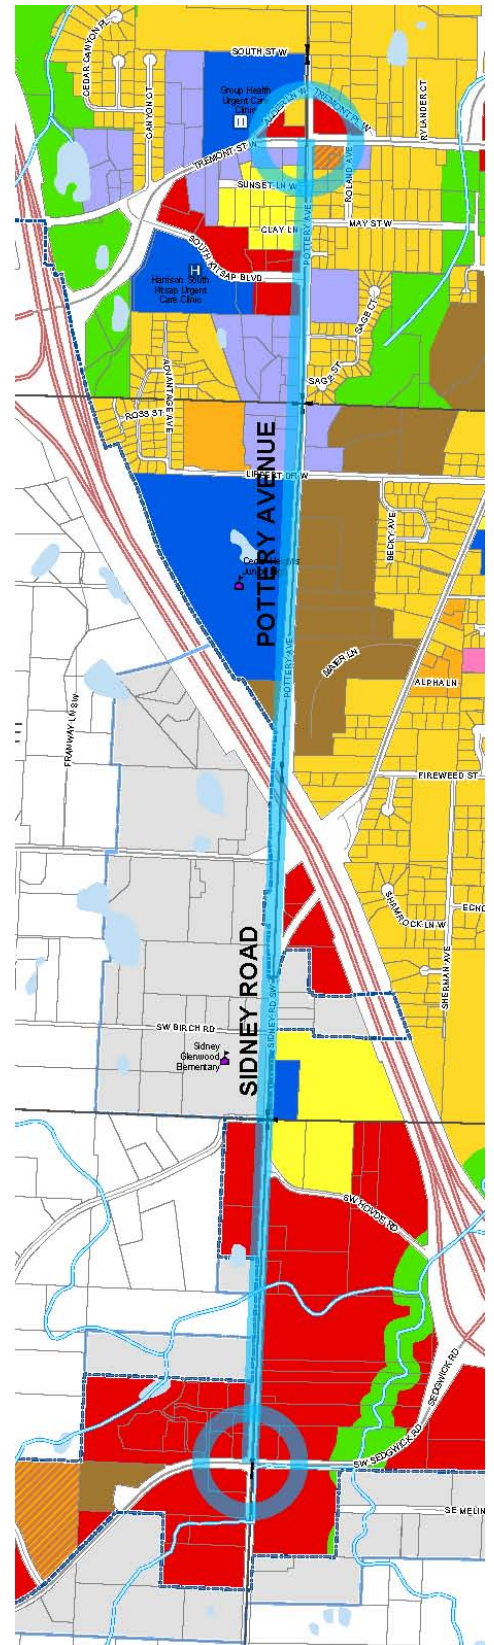 SOUTH ST W
CEDAR CANYON PL
CANYON CT
Group Health
Urgent Care
Clinic
H
TREMONT PL W
RYLANDER CT
TREMONT ST W
ROLAND AVE
SUNSET LN W
MAY ST W
CLAY LN
POTTERY AVE
SOUTH KITSAP BLVD
H
Harrison South
Kitsap Urgent
Care Clinic
SAGE CT
SAGE ST
ADVANTAGE AVE
ROSS ST
POTTERY AVENUE
LIPPERT DR W
BECKY AVE
Cedar Heights
POTTERY AVE
MAIER LN
ALPHA LN
FRANWAY LN SW
FIREWEED ST
SHAMROCK LN W
SHERMAN AVE
SIDNEY ROAD
SIDNEY RD SW
SW BIRCH RD
Sidney
Glenwood
Elementary
SW HOVDE RD
SEDGWICK RD
SW SEDGWICK RD
SE MELIN